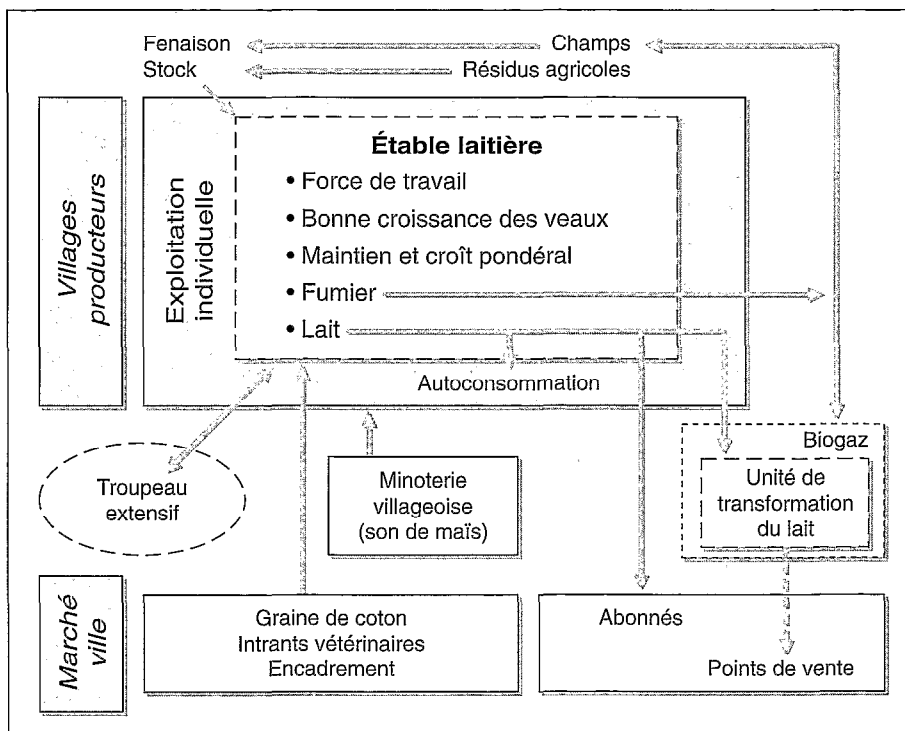 Fenaison
Champs
Stock
Résidus agricoles
Villages
producteurs
Exploitation
individuelle
Étable laitière
• Force de travail
• Bonne croissance des veaux
• Maintien et croît pondéral
• Fumier
• Lait
Autoconsommation
Troupeau
extensif
Minoterie
villageoise
(son de maïs)
Biogaz
Unité de
transformation
du lait
Marché
ville
Graine de coton
Intrants vétérinaires
Encadrement
Abonnés
Points de vente